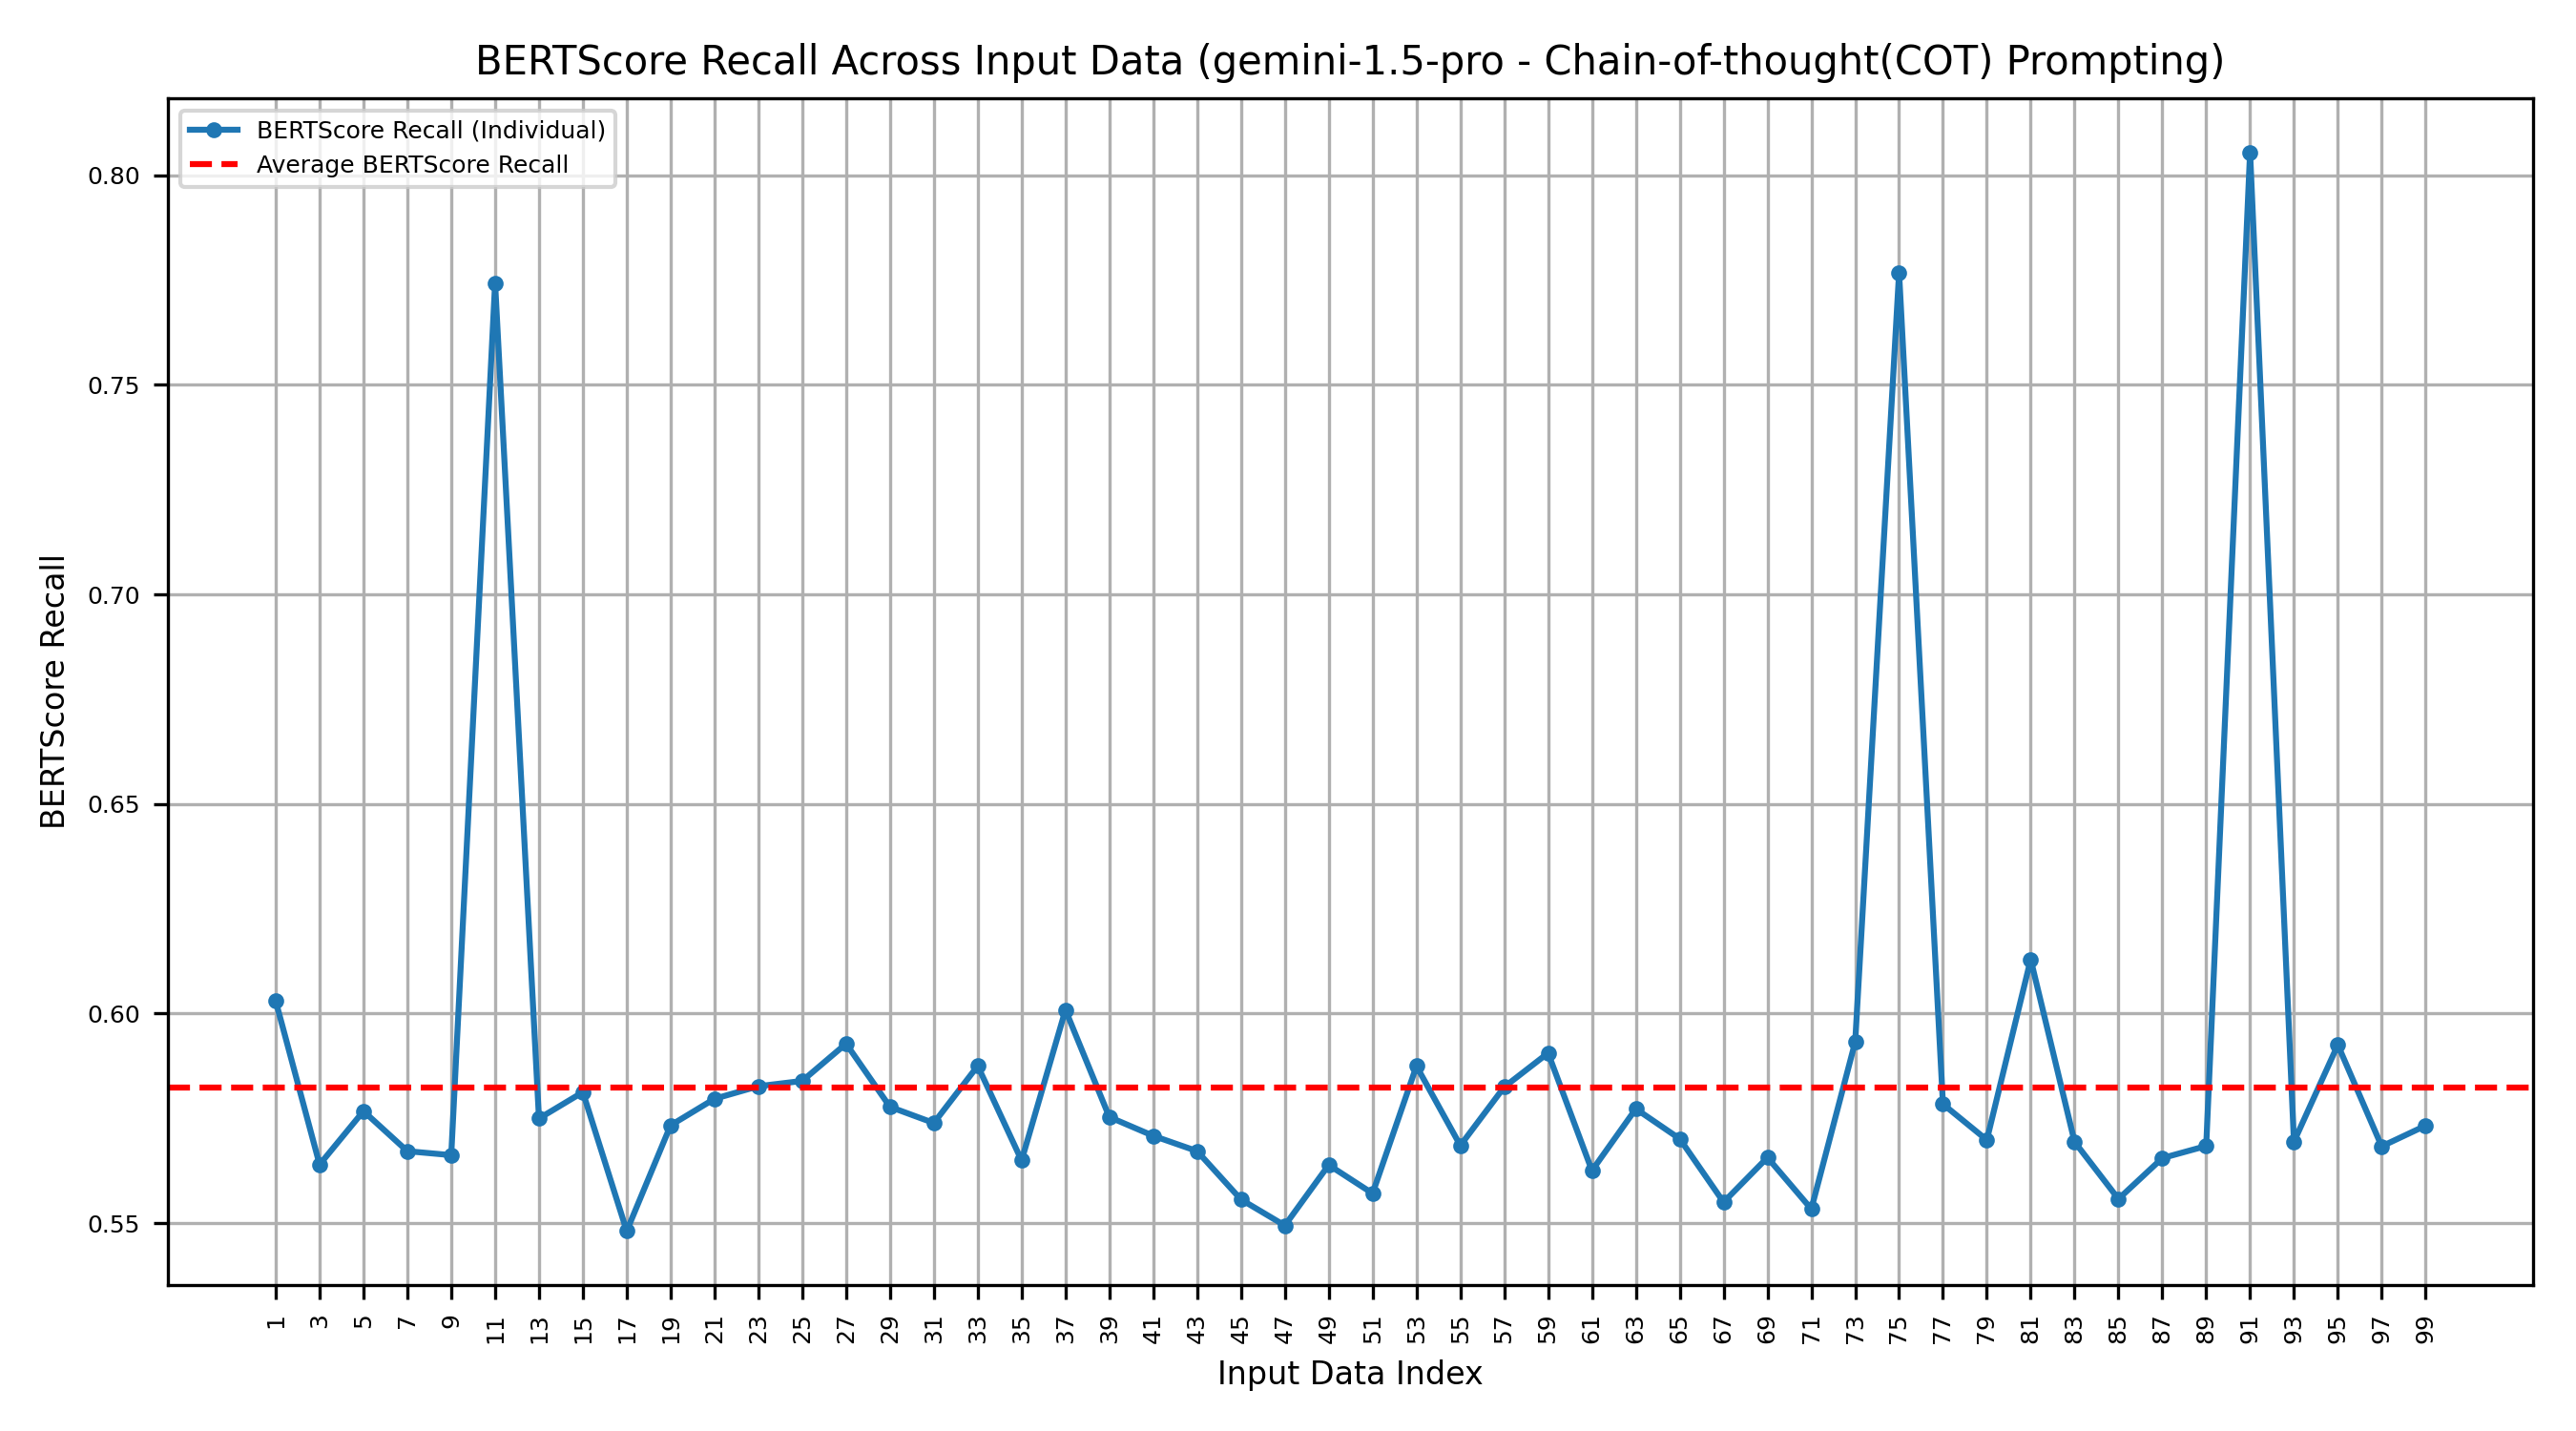 BERTScore Recall Across Input Data (gemini-1.5-pro - Chain-of-thought(COT) Prompting)
BERTScore Recall (Individual)
Average BERTScore Recall
BERTScore Recall
0.80
0.75
0.70
0.65
0.60
0.55
1 3 5 7 9 11 13 15 17 19 21 23 25 27 29 31 33 35 37 39 41 43 45 47 49 51 53 55 57 59 61 63 65 67 69 71 73 75 77 79 81 83 85 87 89 91 93 95 97 99
Input Data Index